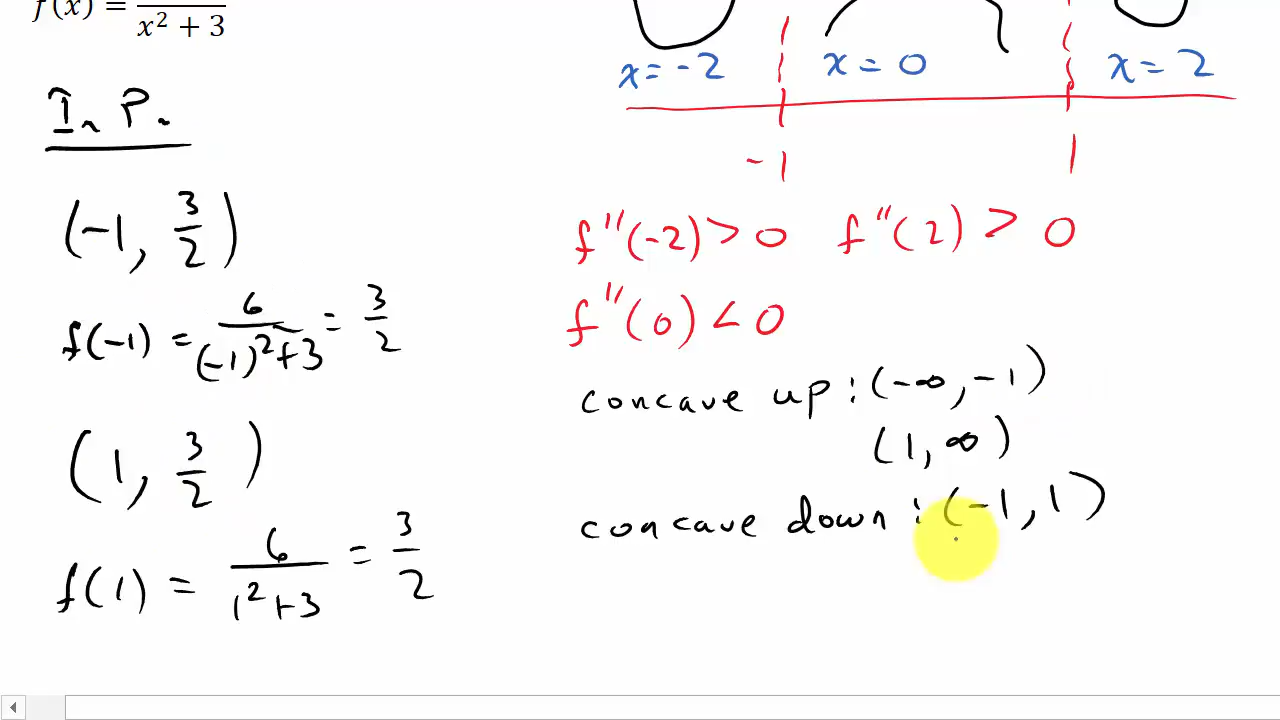 f(x) = / x² + 3
In P.
(-1, 3/2)
f(-1) = 6/((-1)²+3) = 3/2
(1, 3/2)
f(1) = 6/(1²+3) = 3/2
x=-2 x=0 x=2
-1 1
f''(-2)>0 f''(2)>0
f''(0)<0
concave up:(-∞,-1)
(1,∞)
concave down:(-1,1)